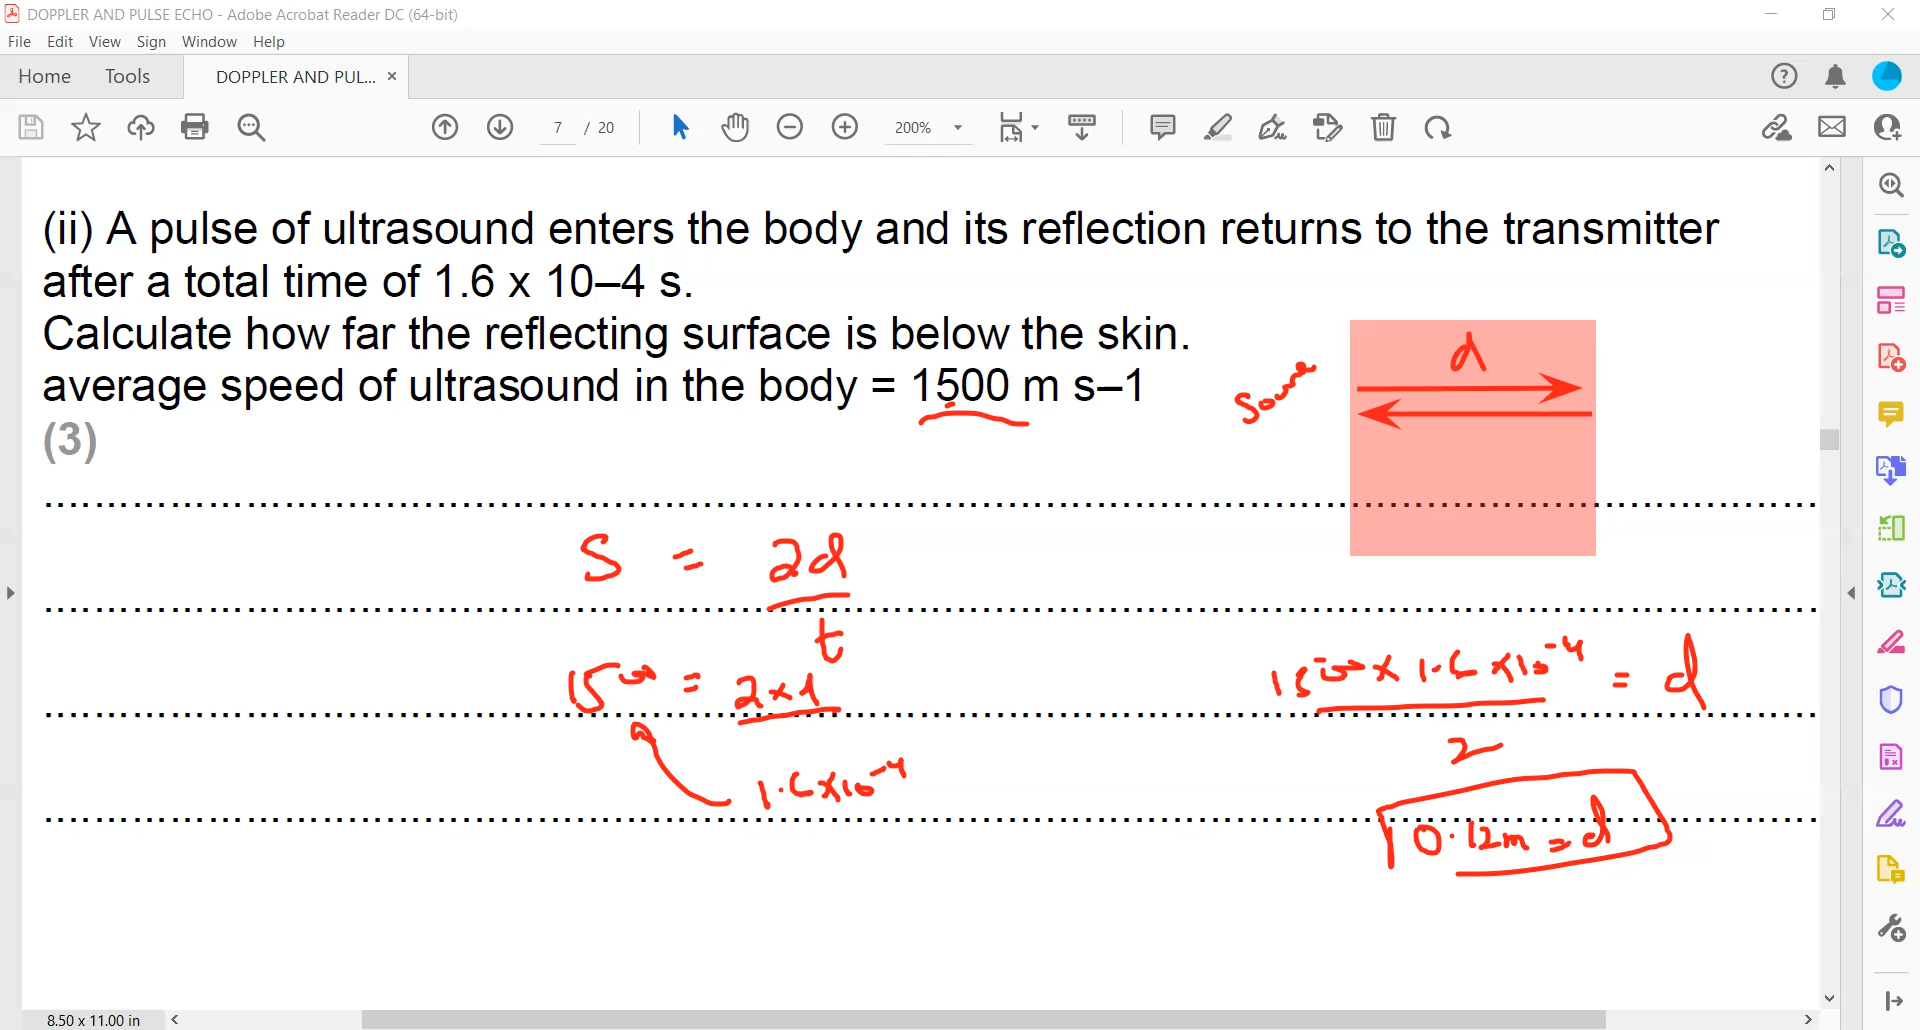 DOPPLER AND PULSE ECHO - Adobe Acrobat Reader DC (64-bit)
File Edit View Sign Window Help
Home Tools DOPPLER AND PUL... ×
7 / 20 200%
(ii) A pulse of ultrasound enters the body and its reflection returns to the transmitter
after a total time of 1.6 x 10–4 s.
Calculate how far the reflecting surface is below the skin.
average speed of ultrasound in the body = 1500 m s–1
(3)
d
Source
S = 2d
t
1500 = 2×d
1.6×10⁻⁴
1500 × 1.6 ×10⁻⁴ = d
2
0.12m = d
8.50 x 11.00 in